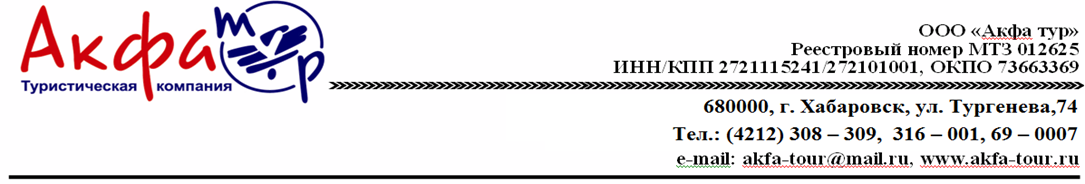 Акфа тур
Туристическая компания
ООО «Акфа тур»
Реестровый номер МТЗ 012625
ИНН/КПП 2721115241/272101001, ОКПО 73663369
680000, г. Хабаровск, ул. Тургенева,74
Тел.: (4212) 308 – 309, 316 – 001, 69 – 0007
e-mail: akfa-tour@mail.ru, www.akfa-tour.ru